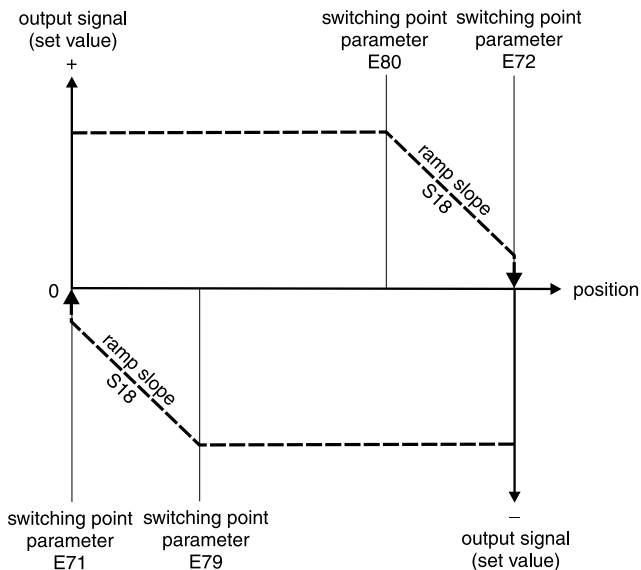 output signal
(set value)
+
switching point
parameter
E80
switching point
parameter
E72
ramp slope
S18
0
position
ramp slope
S18
switching point
parameter
E71
switching point
parameter
E79
–
output signal
(set value)